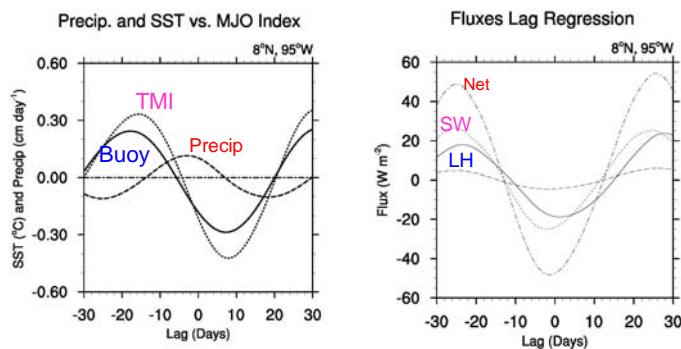 Precip. and SST vs. MJO Index
8°N, 95°W
SST (°C) and Precip (cm day⁻¹)
0.60
0.30
0.00
-0.30
-0.60
TMI
Buoy
Precip
-30 -20 -10 0 10 20 30
Lag (Days)
Fluxes Lag Regression
8°N, 95°W
Flux (W m⁻²)
60
40
20
0
-20
-40
-60
Net
SW
LH
-30 -20 -10 0 10 20 30
Lag (Days)